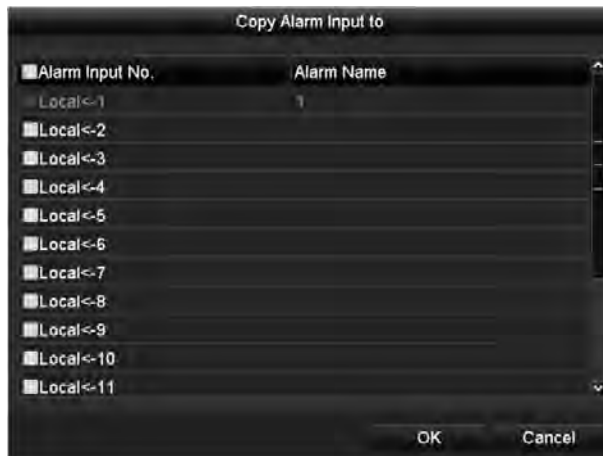 Copy Alarm Input to
Alarm Input No. Alarm Name
Local<-1 1
Local<-2
Local<-3
Local<-4
Local<-5
Local<-6
Local<-7
Local<-8
Local<-9
Local<-10
Local<-11
OK Cancel